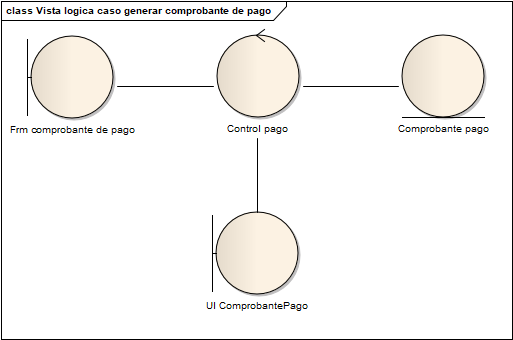 class Vista logica caso generar comprobante de pago
Frm comprobante de pago
Control pago
Comprobante pago
UI ComprobantePago